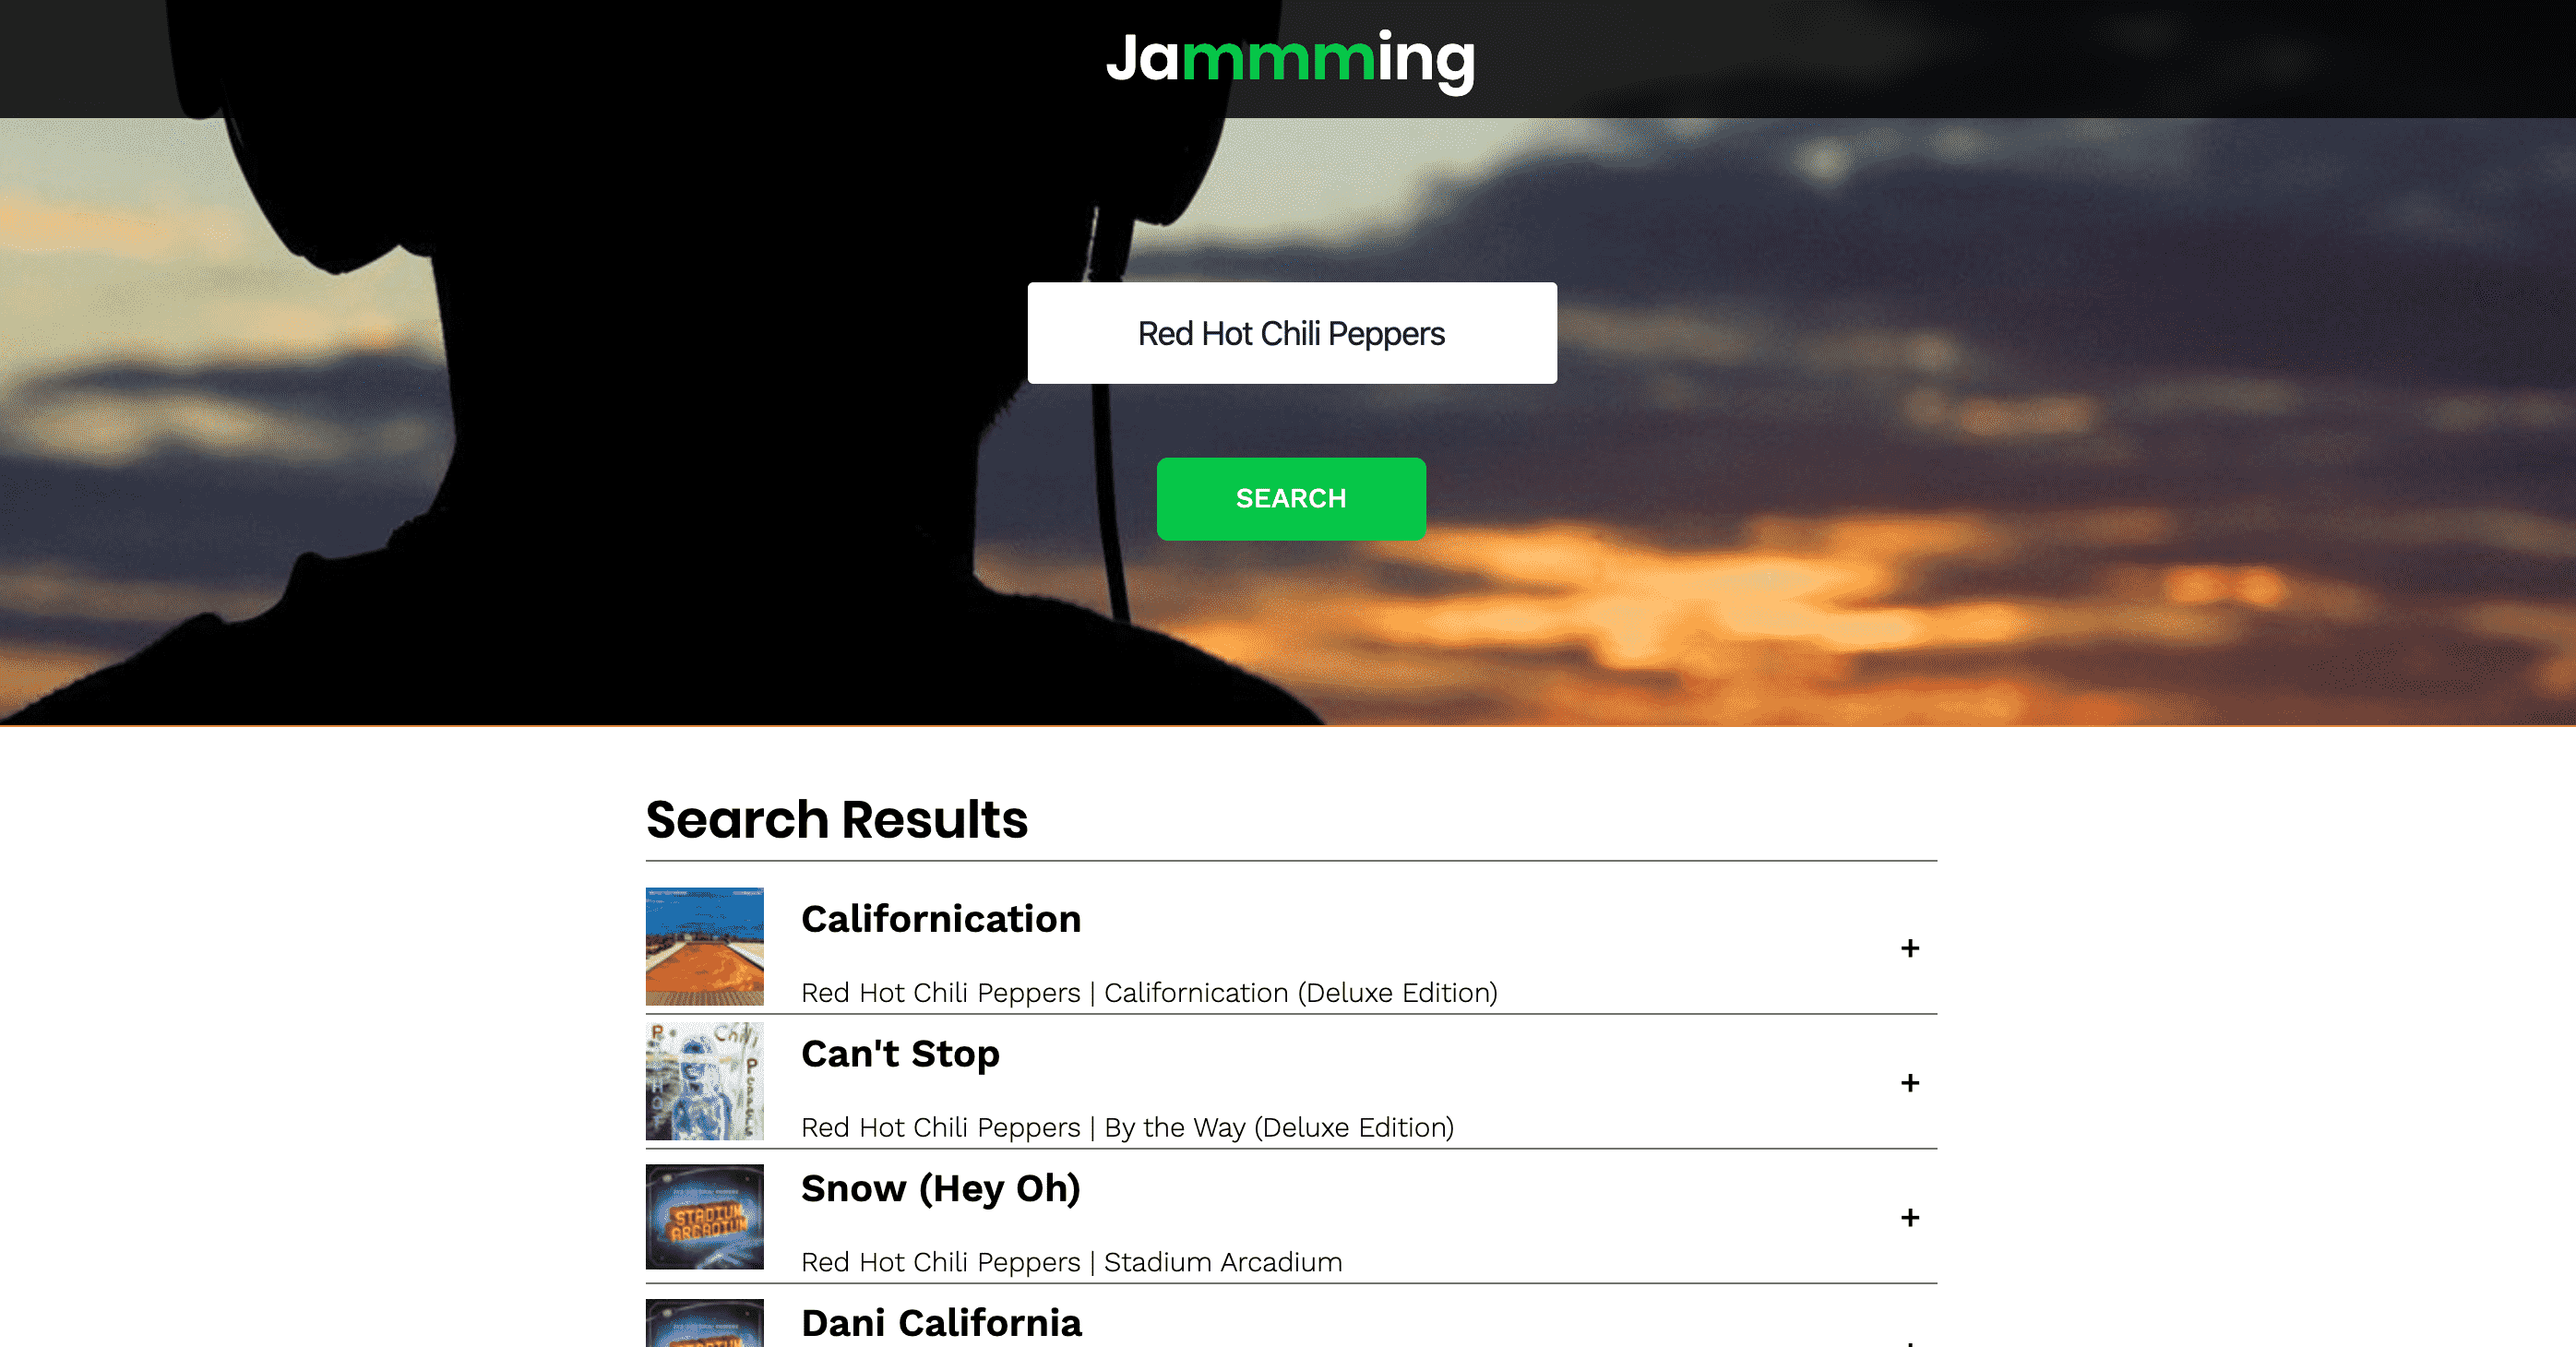 Jammming
Red Hot Chili Peppers
SEARCH
Search Results
Californication
+
Red Hot Chili Peppers | Californication (Deluxe Edition)
Can't Stop
+
Red Hot Chili Peppers | By the Way (Deluxe Edition)
Snow (Hey Oh)
+
Red Hot Chili Peppers | Stadium Arcadium
STADIUM
ARCADIUM
Dani California